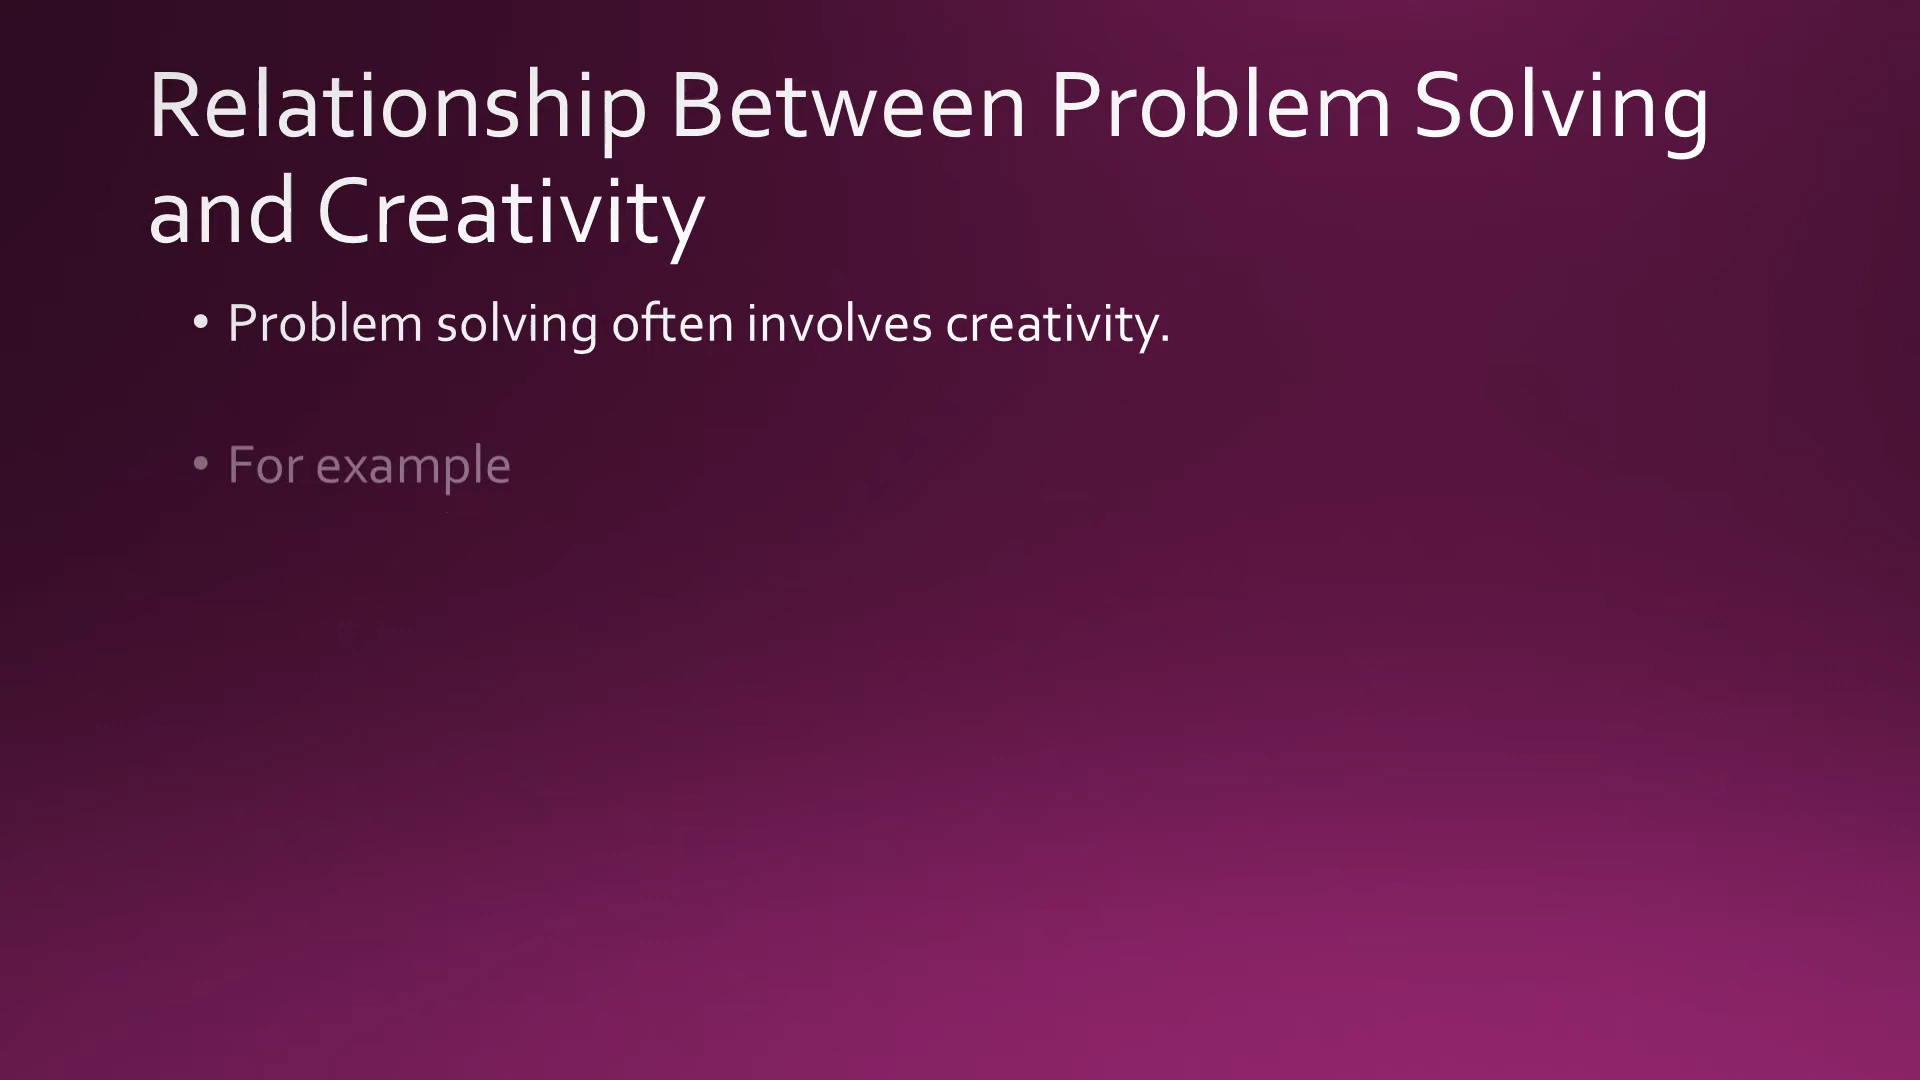 Relationship Between Problem Solving
and Creativity
• Problem solving often involves creativity.
• For example